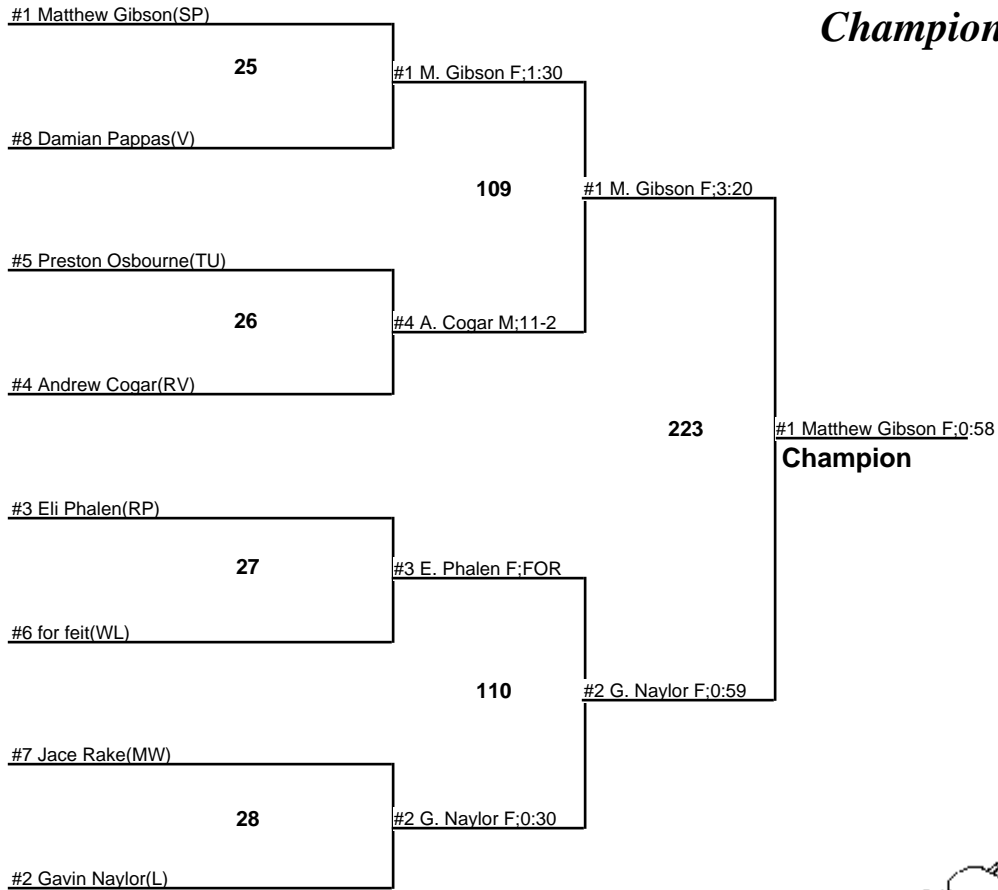 #1 Matthew Gibson(SP)
Champion
25
#1 M. Gibson F;1:30
#8 Damian Pappas(V)
109
#1 M. Gibson F;3:20
#5 Preston Osbourne(TU)
26
#4 A. Cogar M;11-2
#4 Andrew Cogar(RV)
223
#1 Matthew Gibson F;0:58
Champion
#3 Eli Phalen(RP)
27
#3 E. Phalen F;FOR
#6 for feit(WL)
110
#2 G. Naylor F;0:59
#7 Jace Rake(MW)
28
#2 G. Naylor F;0:30
#2 Gavin Naylor(L)